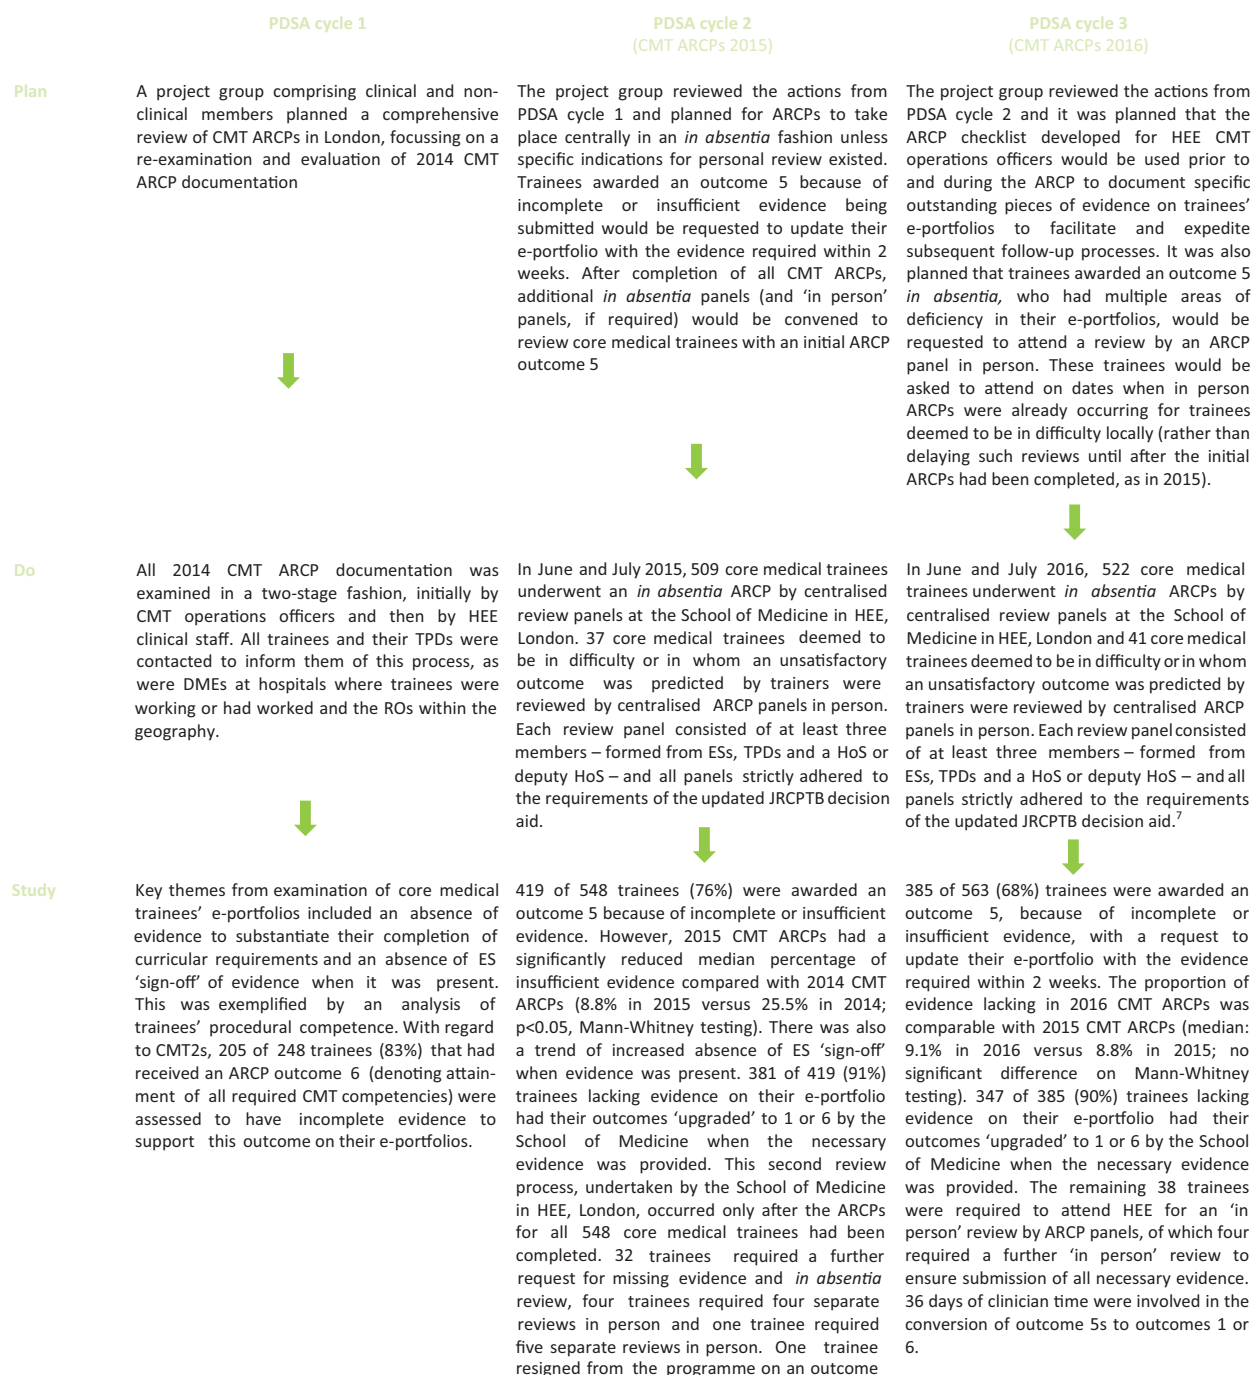 PDSA cycle 1
PDSA cycle 2
(CMT ARCPs 2015)
PDSA cycle 3
(CMT ARCPs 2016)
Plan
A project group comprising clinical and non-
clinical members planned a comprehensive
review of CMT ARCPs in London, focussing on a
re-examination and evaluation of 2014 CMT
ARCP documentation
The project group reviewed the actions from
PDSA cycle 1 and planned for ARCPs to take
place centrally in an in absentia fashion unless
specific indications for personal review existed.
Trainees awarded an outcome 5 because of
incomplete or insufficient evidence being
submitted would be requested to update their
e-portfolio with the evidence required within 2
weeks. After completion of all CMT ARCPs,
additional in absentia panels (and ‘in person’
panels, if required) would be convened to
review core medical trainees with an initial ARCP
outcome 5
The project group reviewed the actions from
PDSA cycle 2 and it was planned that the
ARCP checklist developed for HEE CMT
operations officers would be used prior to
and during the ARCP to document specific
outstanding pieces of evidence on trainees’
e-portfolios to facilitate and expedite
subsequent follow-up processes. It was also
planned that trainees awarded an outcome 5
in absentia, who had multiple areas of
deficiency in their e-portfolios, would be
requested to attend a review by an ARCP
panel in person. These trainees would be
asked to attend on dates when in person
ARCPs were already occurring for trainees
deemed to be in difficulty locally (rather than
delaying such reviews until after the initial
ARCPs had been completed, as in 2015).
Do
All 2014 CMT ARCP documentation was
examined in a two-stage fashion, initially by
CMT operations officers and then by HEE
clinical staff. All trainees and their TPDs were
contacted to inform them of this process, as
were DMEs at hospitals where trainees were
working or had worked and the ROs within the
geography.
In June and July 2015, 509 core medical trainees
underwent an in absentia ARCP by centralised
review panels at the School of Medicine in HEE,
London. 37 core medical trainees deemed to
be in difficulty or in whom an unsatisfactory
outcome was predicted by trainers were
reviewed by centralised ARCP panels in person.
Each review panel consisted of at least three
members – formed from ESs, TPDs and a HoS or
deputy HoS – and all panels strictly adhered to
the requirements of the updated JRCPTB decision
aid.
In June and July 2016, 522 core medical
trainees underwent in absentia ARCPs by
centralised review panels at the School of
Medicine in HEE, London and 41 core medical
trainees deemed to be in difficulty or in whom
an unsatisfactory outcome was predicted by
trainers were reviewed by centralised ARCP
panels in person. Each review panel consisted
of at least three members – formed from
ESs, TPDs and a HoS or deputy HoS – and all
panels strictly adhered to the requirements
of the updated JRCPTB decision aid.7
Study
Key themes from examination of core medical
trainees’ e-portfolios included an absence of
evidence to substantiate their completion of
curricular requirements and an absence of ES
‘sign-off’ of evidence when it was present.
This was exemplified by an analysis of
trainees’ procedural competence. With regard
to CMT2s, 205 of 248 trainees (83%) that had
received an ARCP outcome 6 (denoting attain-
ment of all required CMT competencies) were
assessed to have incomplete evidence to
support this outcome on their e-portfolios.
419 of 548 trainees (76%) were awarded an
outcome 5 because of incomplete or insufficient
evidence. However, 2015 CMT ARCPs had a
significantly reduced median percentage of
insufficient evidence compared with 2014 CMT
ARCPs (8.8% in 2015 versus 25.5% in 2014;
p<0.05, Mann-Whitney testing). There was also
a trend of increased absence of ES ‘sign-off’
when evidence was present. 381 of 419 (91%)
trainees lacking evidence on their e-portfolio
had their outcomes ‘upgraded’ to 1 or 6 by the
School of Medicine when the necessary
evidence was provided. This second review
process, undertaken by the School of Medicine
in HEE, London, occurred only after the ARCPs
for all 548 core medical trainees had been
completed. 32 trainees required a further
request for missing evidence and in absentia
review, four trainees required four separate
reviews in person and one trainee required
five separate reviews in person. One trainee
resigned from the programme on an outcome
385 of 563 (68%) trainees were awarded an
outcome 5, because of incomplete or
insufficient evidence, with a request to
update their e-portfolio with the evidence
required within 2 weeks. The proportion of
evidence lacking in 2016 CMT ARCPs was
comparable with 2015 CMT ARCPs (median:
9.1% in 2016 versus 8.8% in 2015; no
significant difference on Mann-Whitney
testing). 347 of 385 (90%) trainees lacking
evidence on their e-portfolio had their
outcomes ‘upgraded’ to 1 or 6 by the School
of Medicine when the necessary evidence
was provided. The remaining 38 trainees
were required to attend HEE for an ‘in
person’ review by ARCP panels, of which four
required a further ‘in person’ review to
ensure submission of all necessary evidence.
36 days of clinician time were involved in the
conversion of outcome 5s to outcomes 1 or
6.